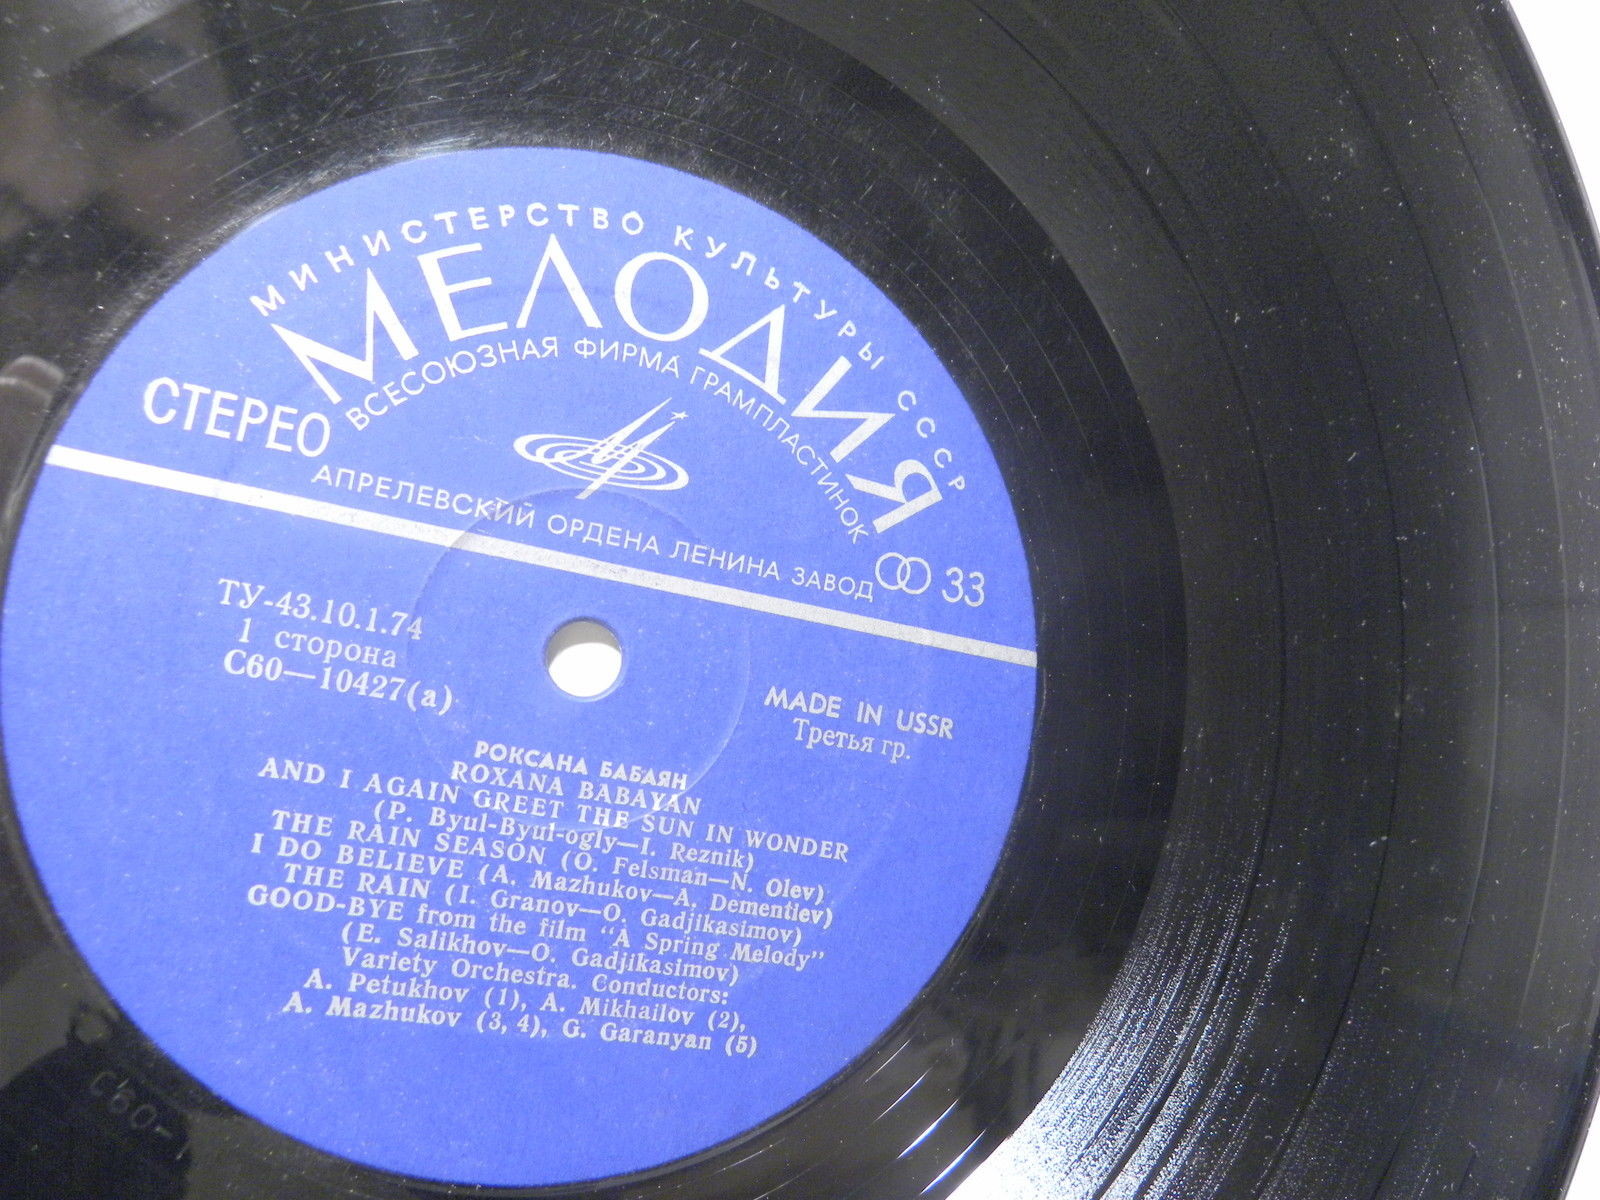 МИНИСТЕРСТВО КУЛЬТУРЫ СССР
МЕЛОДИЯ
ВСЕСОЮЗНАЯ ФИРМА ГРАМПЛАСТИНОК
СТЕРЕО
АПРЕЛЕВСКИЙ ОРДЕНА ЛЕНИНА ЗАВОД
33
ТУ-43.10.1.74
1 сторона
С60—10427(а)
MADE IN USSR
Третья гр.
РОКСАНА БАБАЯН
ROXANA BABAYAN
AND I AGAIN GREET THE SUN IN WONDER
(P. Byul-Byul-ogly—I. Reznik)
THE RAIN SEASON (O. Felsman—N. Olev)
I DO BELIEVE (A. Mazhukov—A. Dementiev)
THE RAIN (I. Granov—O. Gadjikasimov)
GOOD-BYE from the film "A Spring Melody"
(E. Salikhov—O. Gadjikasimov)
Variety Orchestra. Conductors:
A. Petukhov (1), A. Mikhailov (2),
A. Mazhukov (3, 4), G. Garanyan (5)
С60-